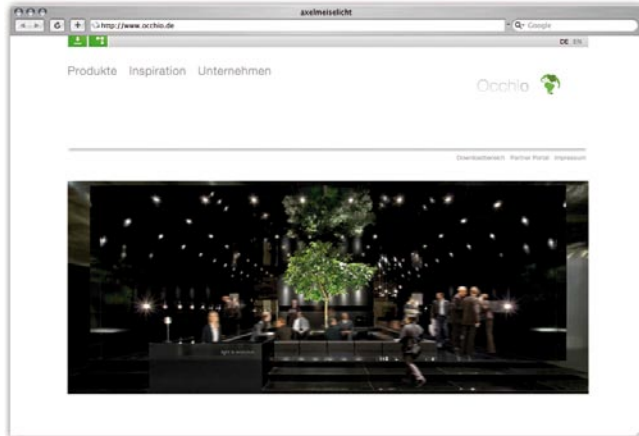 axelmeiselicht
http://www.occhio.de
Google
DE EN
Produkte Inspiration Unternehmen
Occhio
Downloadbereich Partner Portal Impressum